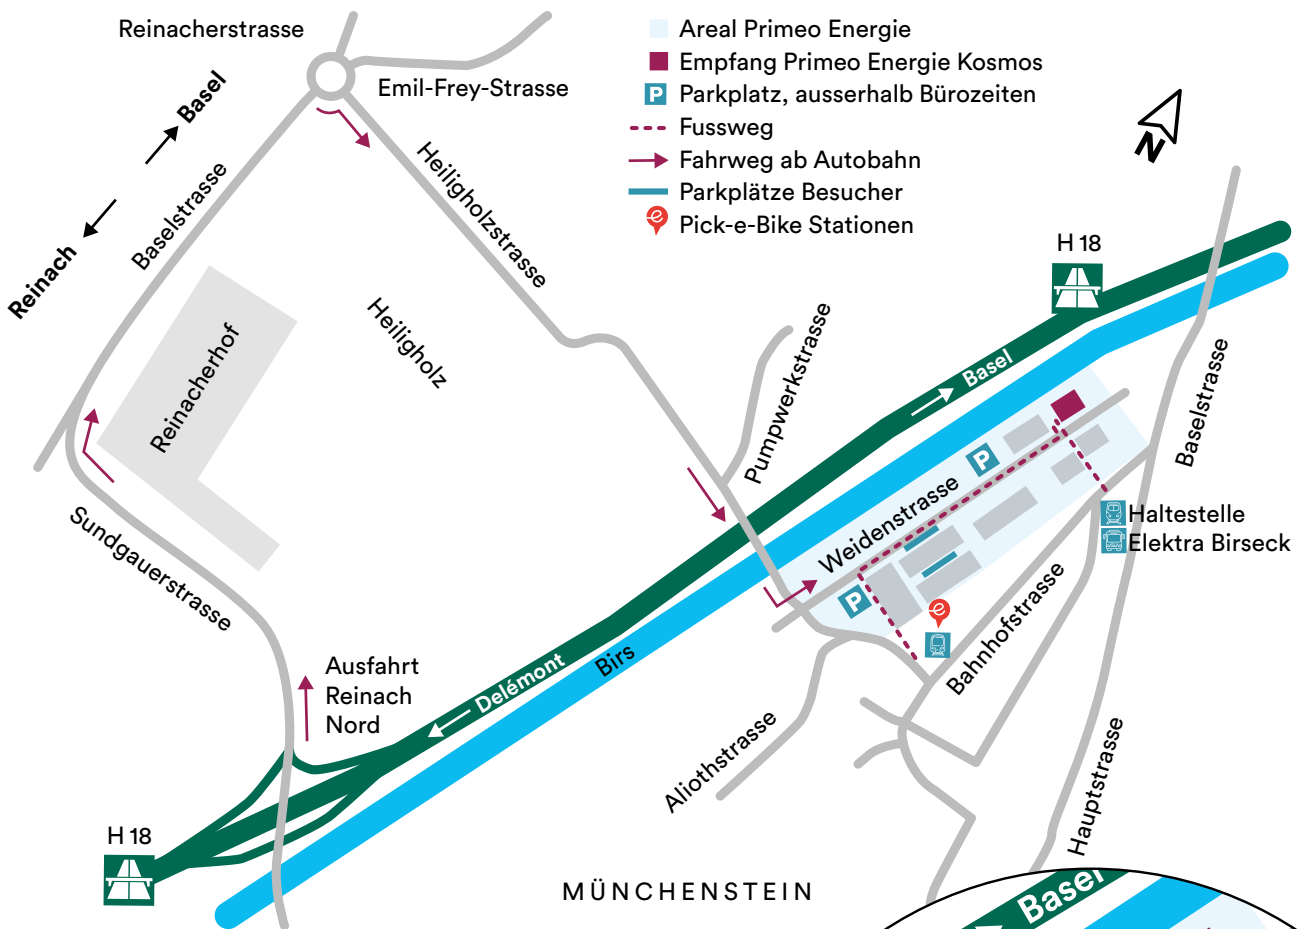 Reinacherstrasse
Emil-Frey-Strasse
Areal Primeo Energie
Empfang Primeo Energie Kosmos
P Parkplatz, ausserhalb Bürozeiten
Fussweg
Fahrweg ab Autobahn
Parkplätze Besucher
e Pick-e-Bike Stationen
N
Basel
Reinach
Baselstrasse
Heiligholzstrasse
Heiligholz
Reinacherhof
Sundgauerstrasse
H 18
Pumpwerkstrasse
Basel
Baselstrasse
P
Weidenstrasse
Haltestelle
Elektra Birseck
P
e
Bahnhofstrasse
Birs
Delémont
Ausfahrt
Reinach
Nord
Aliothstrasse
Hauptstrasse
H 18
MÜNCHENSTEIN
Basel